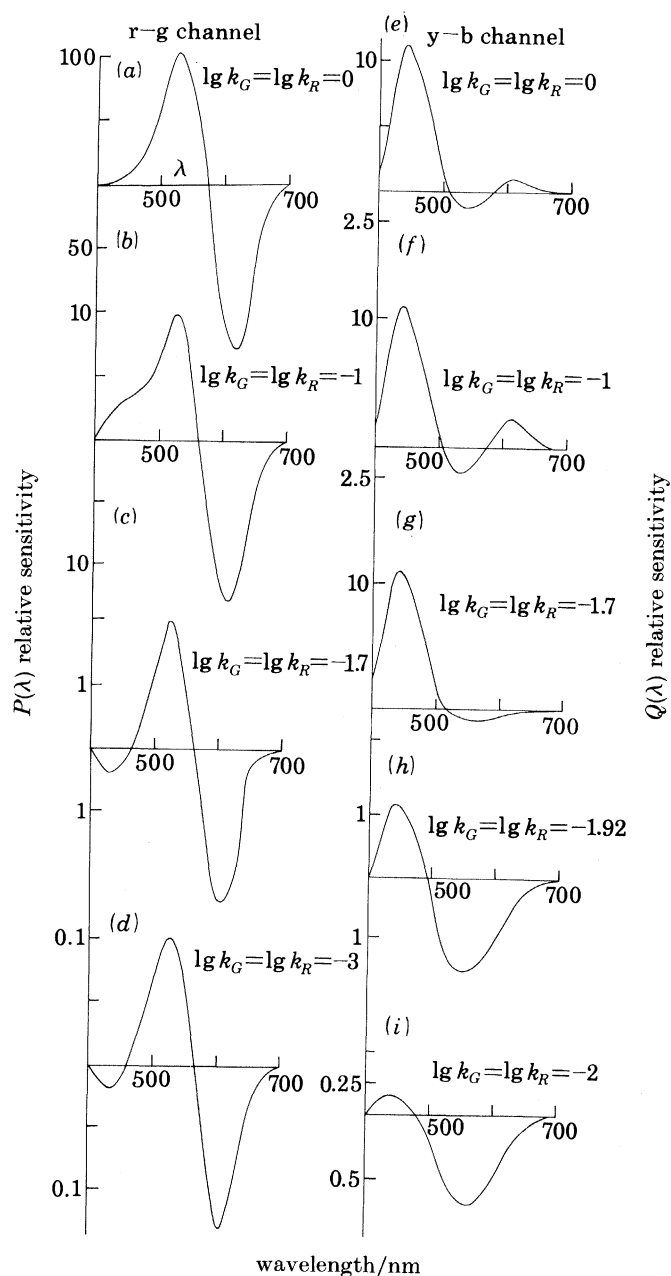 r–g channel
(a)
100
lg k_G=lg k_R=0
λ
500
700
(b)
50
10
lg k_G=lg k_R=−1
500
700
(c)
10
1
lg k_G=lg k_R=−1.7
500
700
1
(d)
0.1
lg k_G=lg k_R=−3
500
700
0.1
P(λ) relative sensitivity
(e)
y–b channel
10
lg k_G=lg k_R=0
500
700
2.5
(f)
10
lg k_G=lg k_R=−1
500
700
2.5
(g)
10
lg k_G=lg k_R=−1.7
500
700
(h)
1
lg k_G=lg k_R=−1.92
500
700
1
(i)
0.25
lg k_G=lg k_R=−2
500
700
0.5
Q(λ) relative sensitivity
wavelength/nm